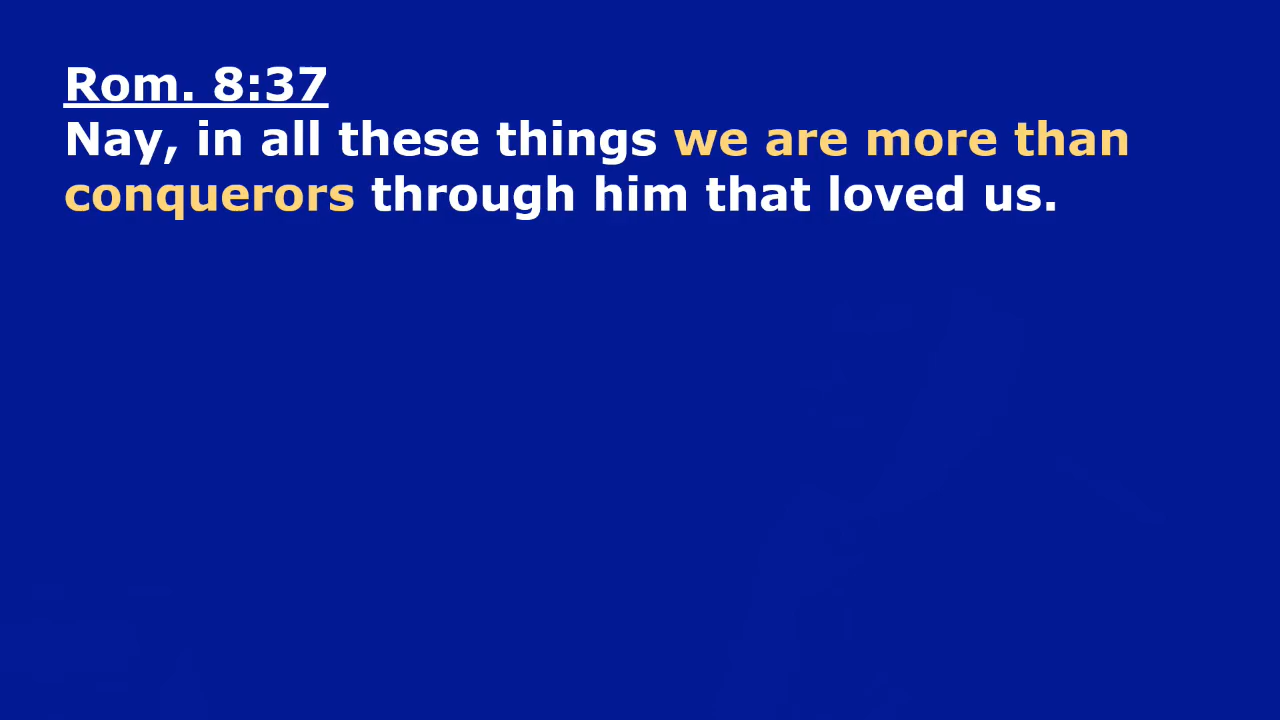 Rom. 8:37
Nay, in all these things we are more than
conquerors through him that loved us.